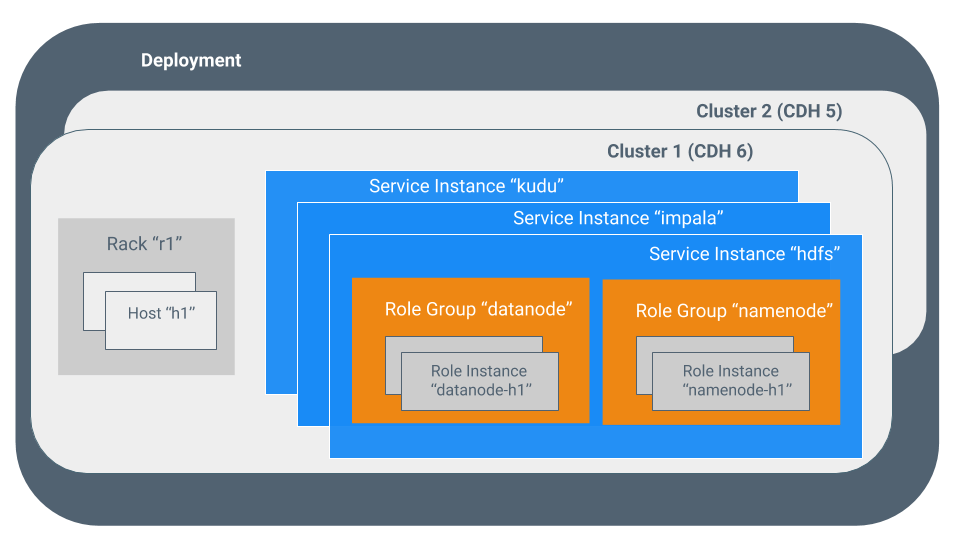 Deployment
Cluster 2 (CDH 5)
Cluster 1 (CDH 6)
Service Instance “kudu”
Service Instance “impala”
Service Instance “hdfs”
Rack “r1”
Host “h1”
Role Group “datanode”
Role Instance
“datanode-h1”
Role Group “namenode”
Role Instance
“namenode-h1”